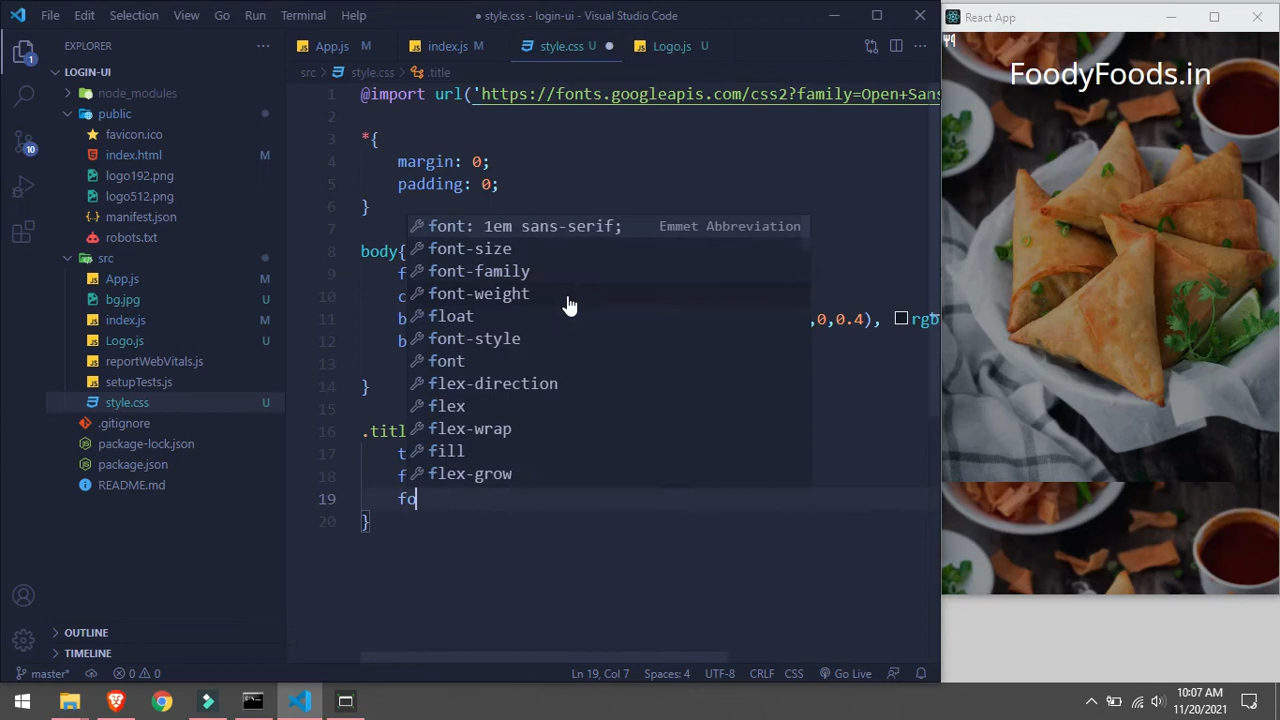 File Edit Selection View Go Run Terminal Help
● style.css - login-ui - Visual Studio Code
React App
EXPLORER
App.js M
index.js M
style.css U
Logo.js U
LOGIN-UI
src
style.css
.title
node_modules
public
favicon.ico
index.html M
logo192.png
logo512.png
manifest.json
robots.txt
src
App.js
bg.jpg
index.js
Logo.js U
reportWebVitals.js
setupTests.js
style.css U
.gitignore
package-lock.json
package.json
README.md
OUTLINE
TIMELINE
1 @import url('https://fonts.googleapis.com/css2?family=Open+Sans
2
3 *{
4 margin: 0;
5 padding: 0;
6 }
7
8 body{
9 f
10 c
11 b ,0,0.4), rgb
12 b
13
14 }
15
16 .titl
17 t
18 f
19 fo
20 }
font: 1em sans-serif; Emmet Abbreviation
font-size
font-family
font-weight
float
font-style
font
flex-direction
flex
flex-wrap
fill
flex-grow
FoodyFoods.in
1
10
master* 0 0
Ln 19, Col 7 Spaces: 4 UTF-8 CRLF CSS Go Live
10:07 AM
11/20/2021